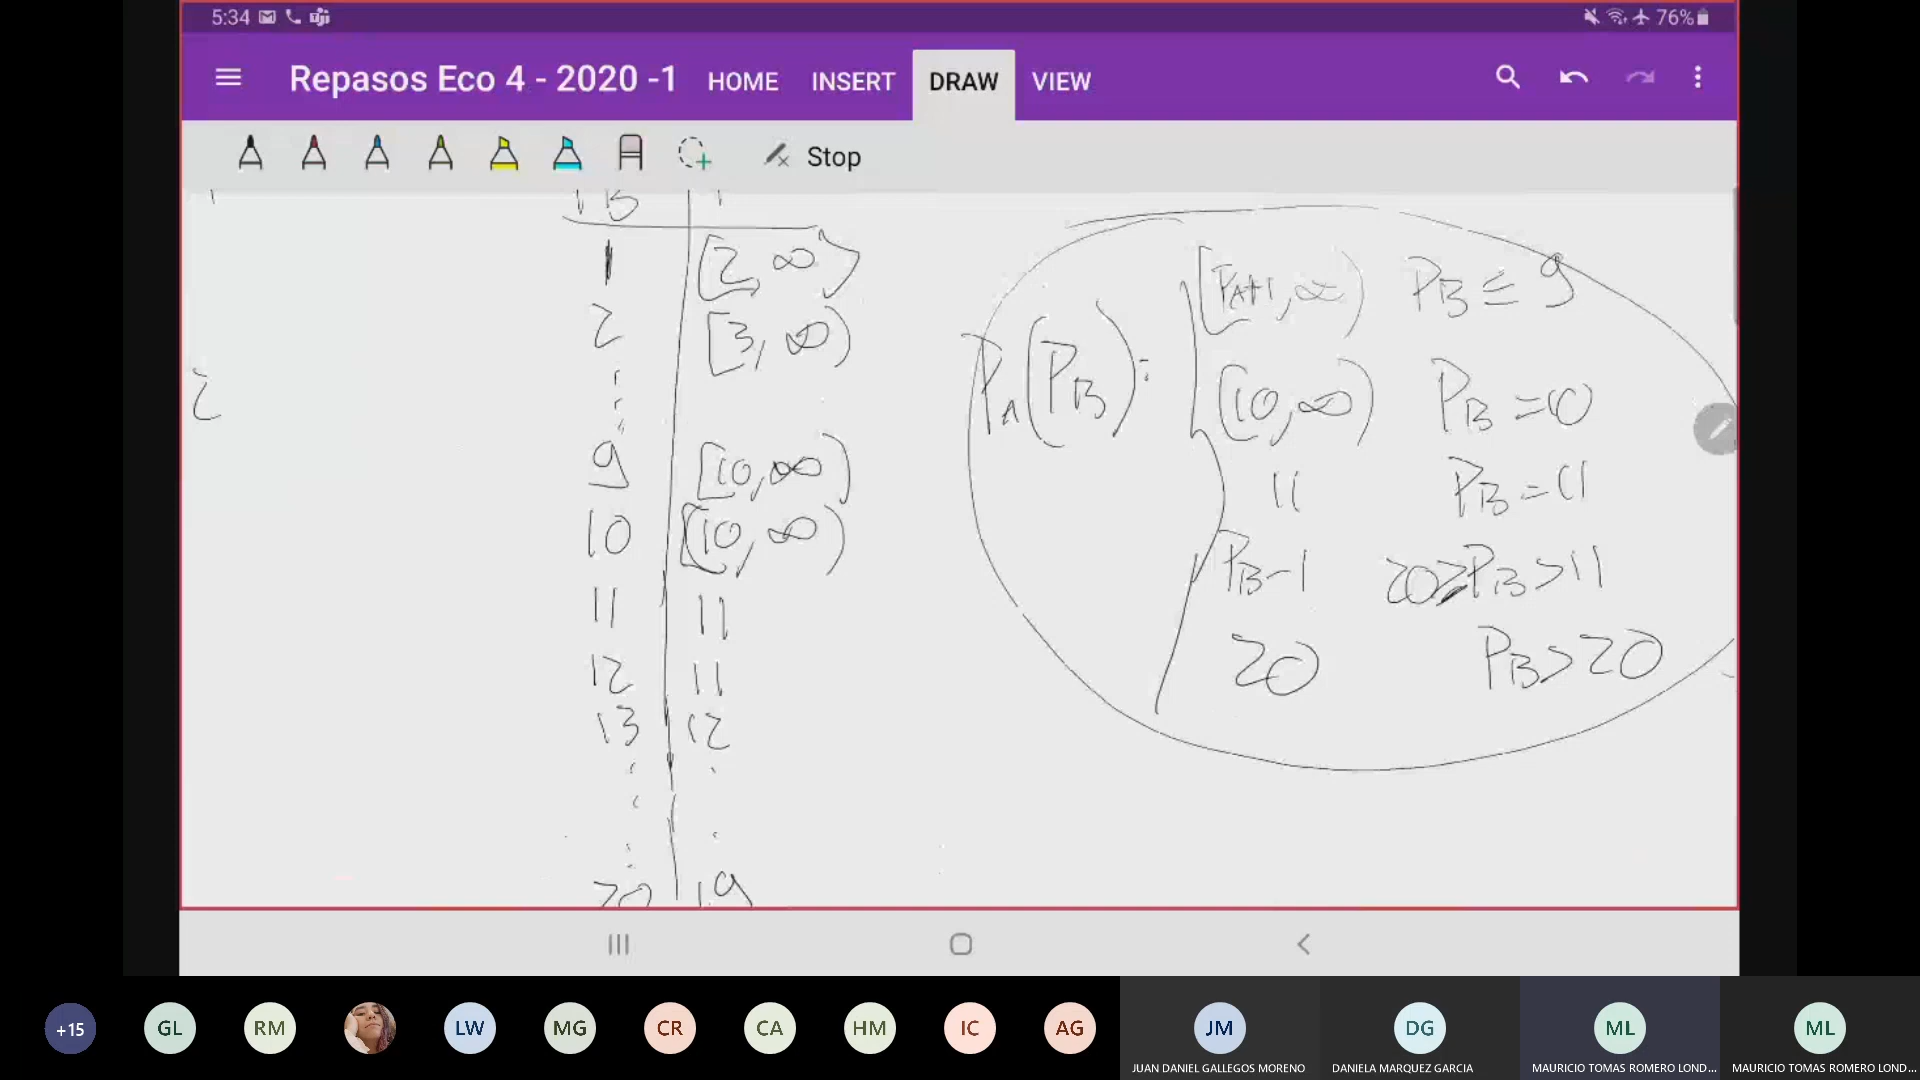 5:34 76%
Repasos Eco 4 - 2020 -1 HOME INSERT DRAW VIEW
Stop
PB
1 [2, ∞)
2 [3, ∞)
9 [10, ∞)
10 (10, ∞)
11 11
12 11
13 12
20 19
2
PA(PB):
[PA+1, ∞) PB ≤ 9
(10, ∞) PB = 10
11 PB = 11
PB-1 20≥PB>11
20 PB>20
+15 GL RM LW MG CR CA HM IC AG JM DG ML ML
JUAN DANIEL GALLEGOS MORENO DANIELA MARQUEZ GARCIA MAURICIO TOMAS ROMERO LOND... MAURICIO TOMAS ROMERO LOND...